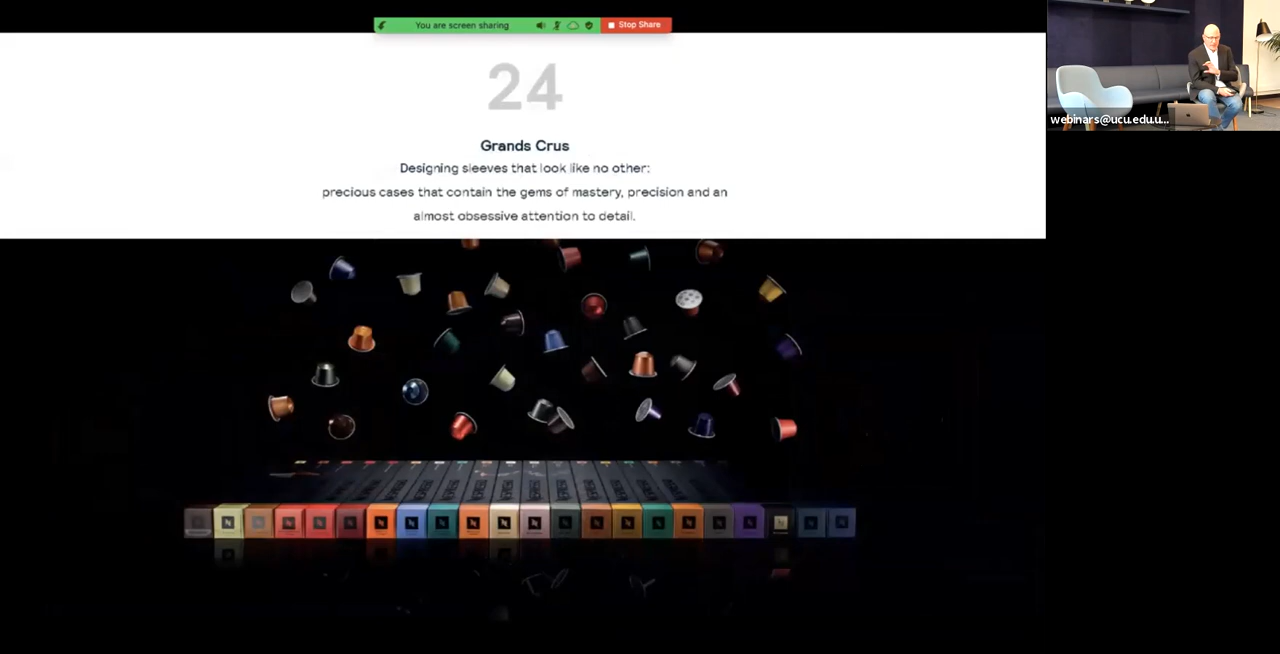 You are screen sharing
Stop Share
24
Grands Crus
Designing sleeves that look like no other:
precious cases that contain the gems of mastery, precision and an
almost obsessive attention to detail.
webinars@ucu.edu.u...